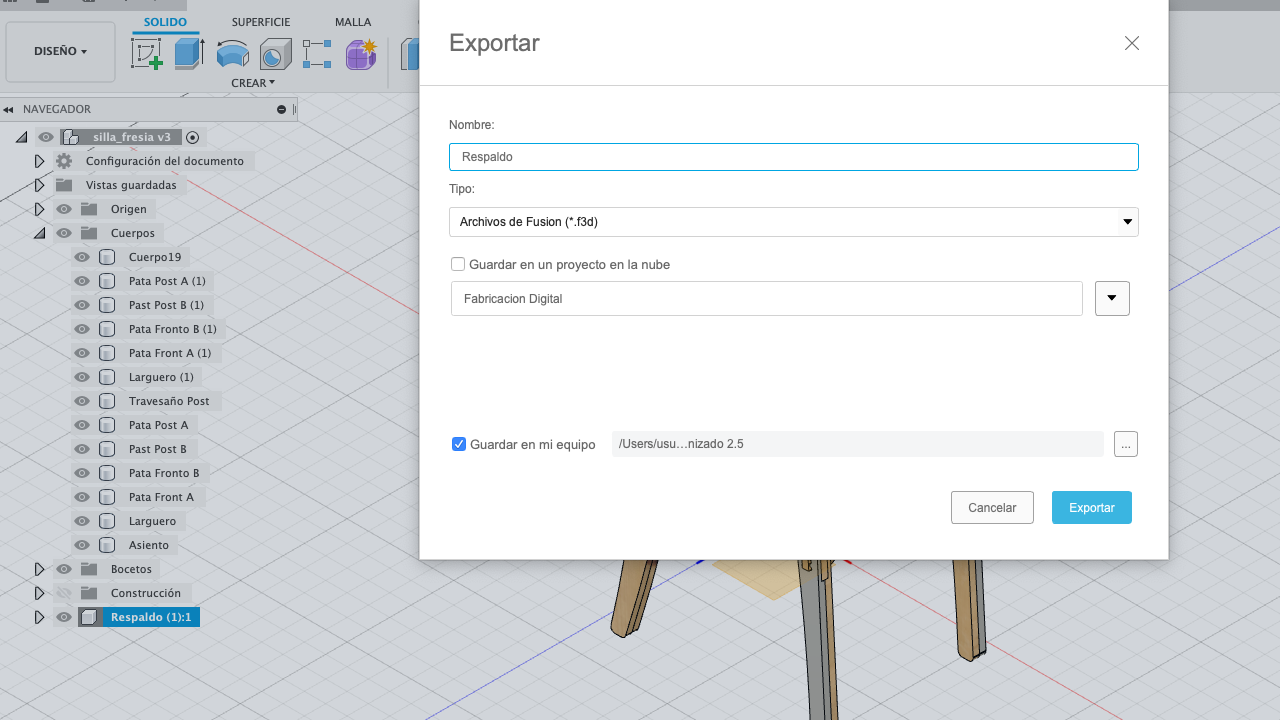 SOLIDO
SUPERFICIE
MALLA
DISEÑO
CREAR
NAVEGADOR
silla_fresia v3
Configuración del documento
Vistas guardadas
Origen
Cuerpos
Cuerpo19
Pata Post A (1)
Past Post B (1)
Pata Fronto B (1)
Pata Front A (1)
Larguero (1)
Travesaño Post
Pata Post A
Past Post B
Pata Fronto B
Pata Front A
Larguero
Asiento
Bocetos
Construcción
Respaldo (1):1
Exportar
Nombre:
Respaldo
Tipo:
Archivos de Fusion (*.f3d)
Guardar en un proyecto en la nube
Fabricacion Digital
Guardar en mi equipo
/Users/usu…nizado 2.5
...
Cancelar
Exportar